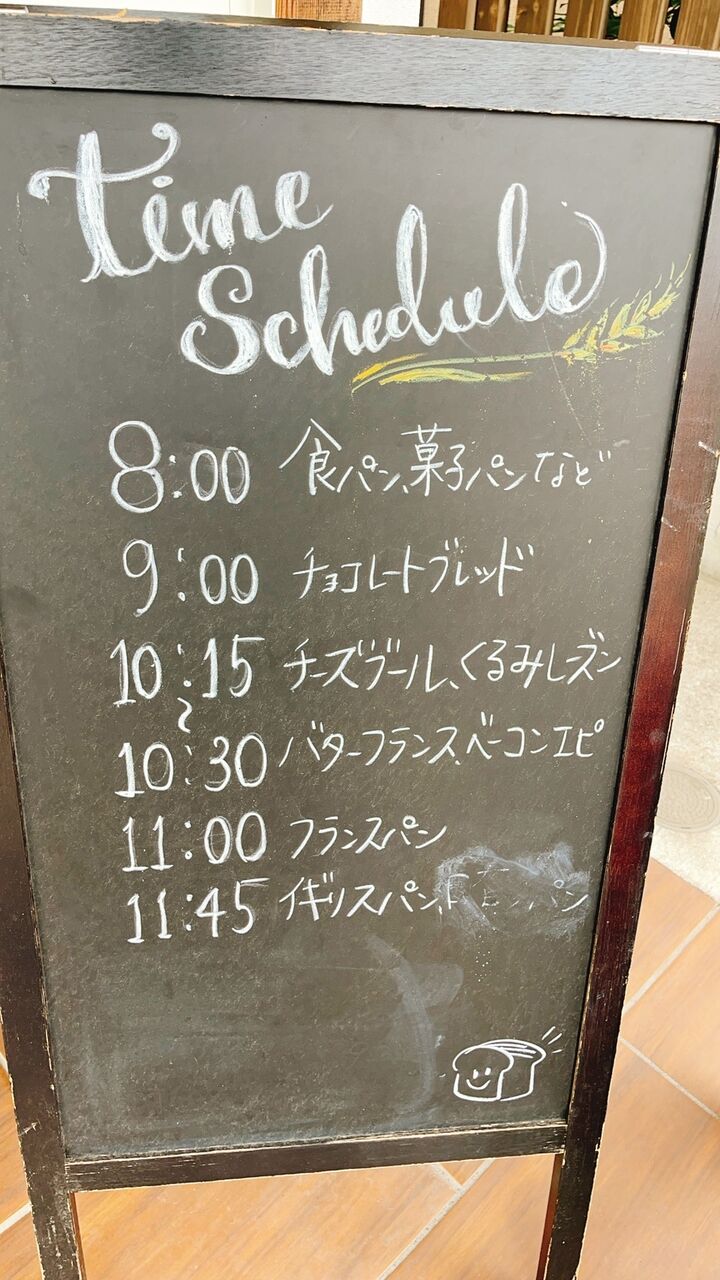 Time
Schedule
8:00 食パン、菓子パンなど
9:00 チョコレートブレッド
10:15 チーズブール、くるみレーズン
～
10:30 バターフランス、ベーコンエピ
11:00 フランスパン
11:45 イギリスパン、パン